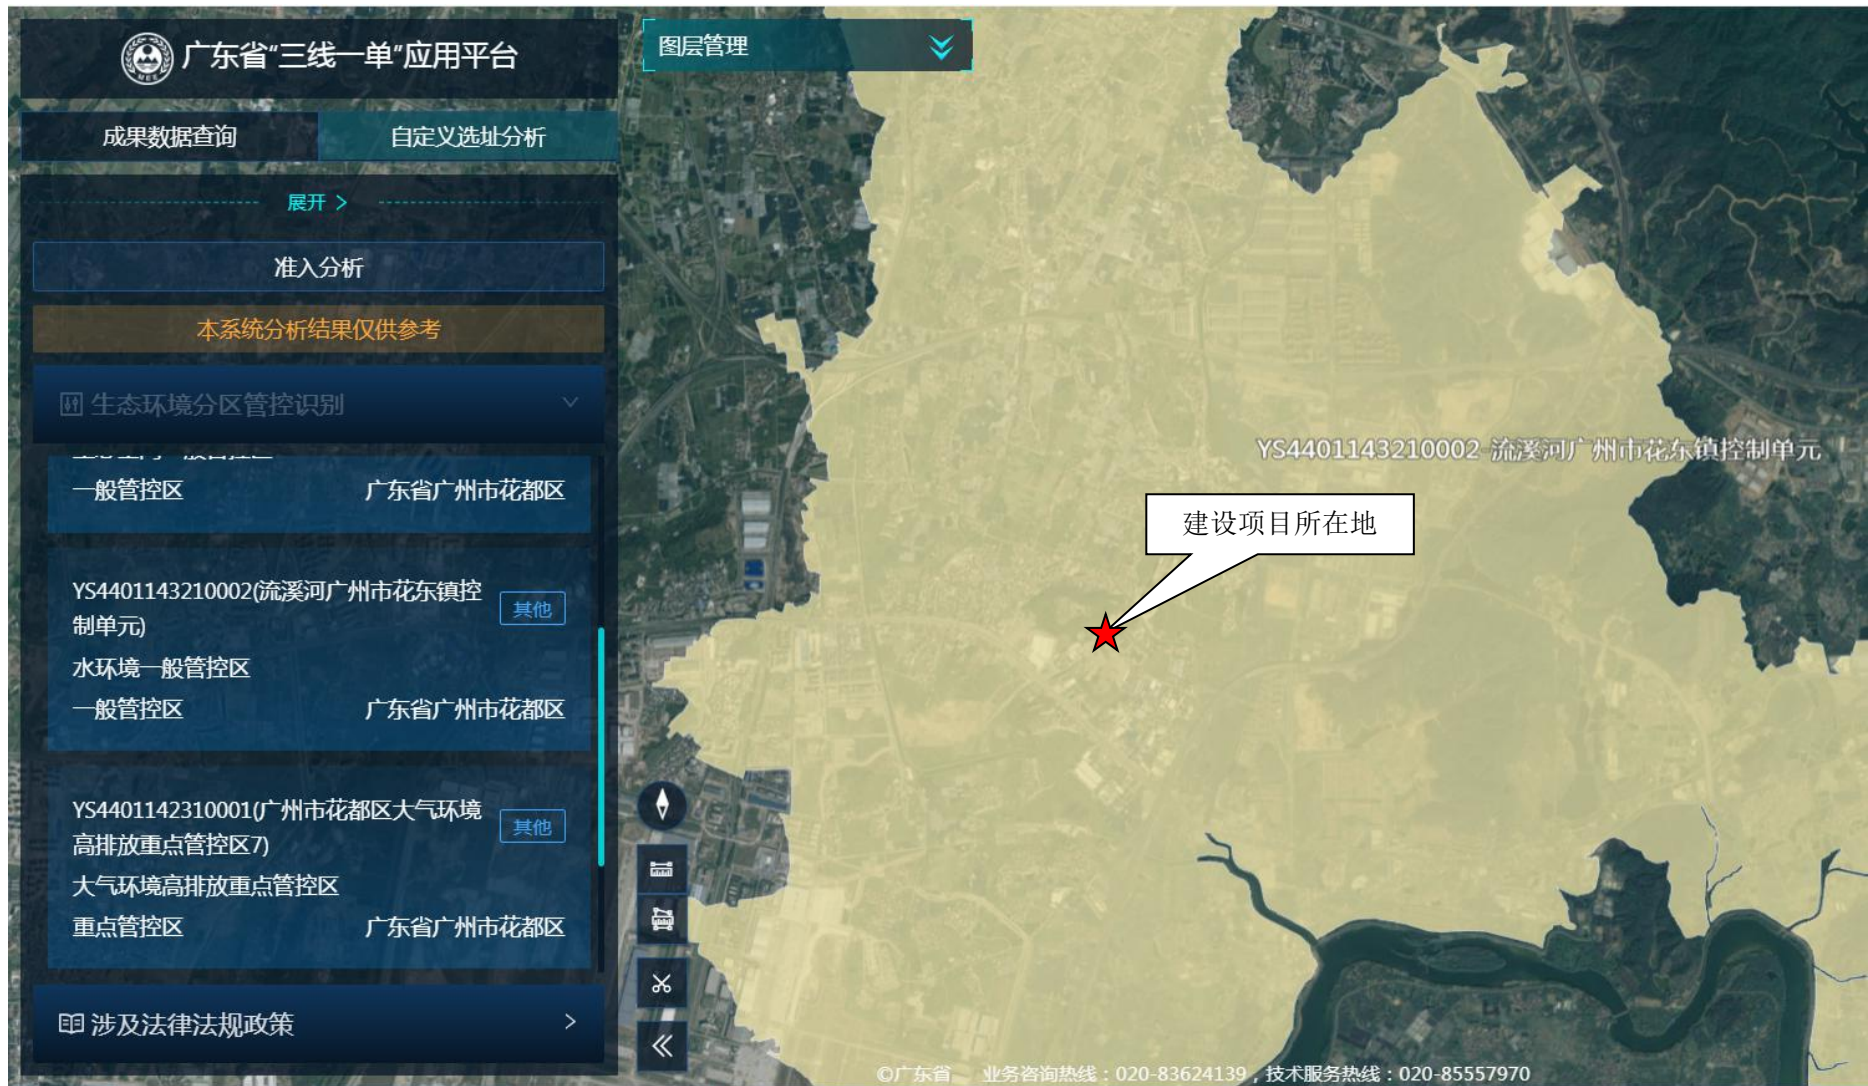 广东省“三线一单”应用平台
成果数据查询
自定义选址分析
展开 >
准入分析
本系统分析结果仅供参考
生态环境分区管控识别
一般管控区
广东省广州市花都区
YS4401143210002(流溪河广州市花东镇控
制单元)
其他
水环境一般管控区
一般管控区
广东省广州市花都区
YS4401142310001(广州市花都区大气环境
高排放重点管控区7)
其他
大气环境高排放重点管控区
重点管控区
广东省广州市花都区
涉及法律法规政策
图层管理
YS4401143210002-流溪河广州市花东镇控制单元
建设项目所在地
©广东省 业务咨询热线：020-83624139，技术服务热线：020-85557970